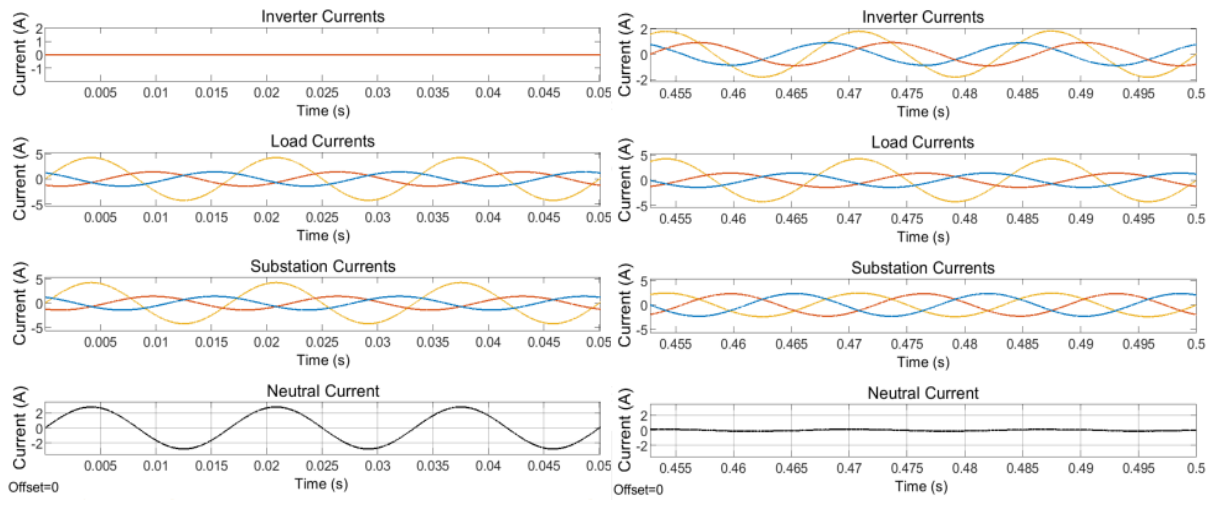 Inverter Currents
Current (A)
2
1
0
-1
0.005 0.01 0.015 0.02 0.025 0.03 0.035 0.04 0.045 0.05
Time (s)
Load Currents
Current (A)
5
0
-5
0.005 0.01 0.015 0.02 0.025 0.03 0.035 0.04 0.045 0.05
Time (s)
Substation Currents
Current (A)
5
0
-5
0.005 0.01 0.015 0.02 0.025 0.03 0.035 0.04 0.045 0.05
Time (s)
Neutral Current
Current (A)
2
0
-2
0.005 0.01 0.015 0.02 0.025 0.03 0.035 0.04 0.045 0.05
Time (s)
Offset=0
Inverter Currents
Current (A)
2
0
-2
0.455 0.46 0.465 0.47 0.475 0.48 0.485 0.49 0.495 0.5
Time (s)
Load Currents
Current (A)
5
0
-5
0.455 0.46 0.465 0.47 0.475 0.48 0.485 0.49 0.495 0.5
Time (s)
Substation Currents
Current (A)
5
0
-5
0.455 0.46 0.465 0.47 0.475 0.48 0.485 0.49 0.495 0.5
Time (s)
Neutral Current
Current (A)
2
0
-2
0.455 0.46 0.465 0.47 0.475 0.48 0.485 0.49 0.495 0.5
Time (s)
Offset=0